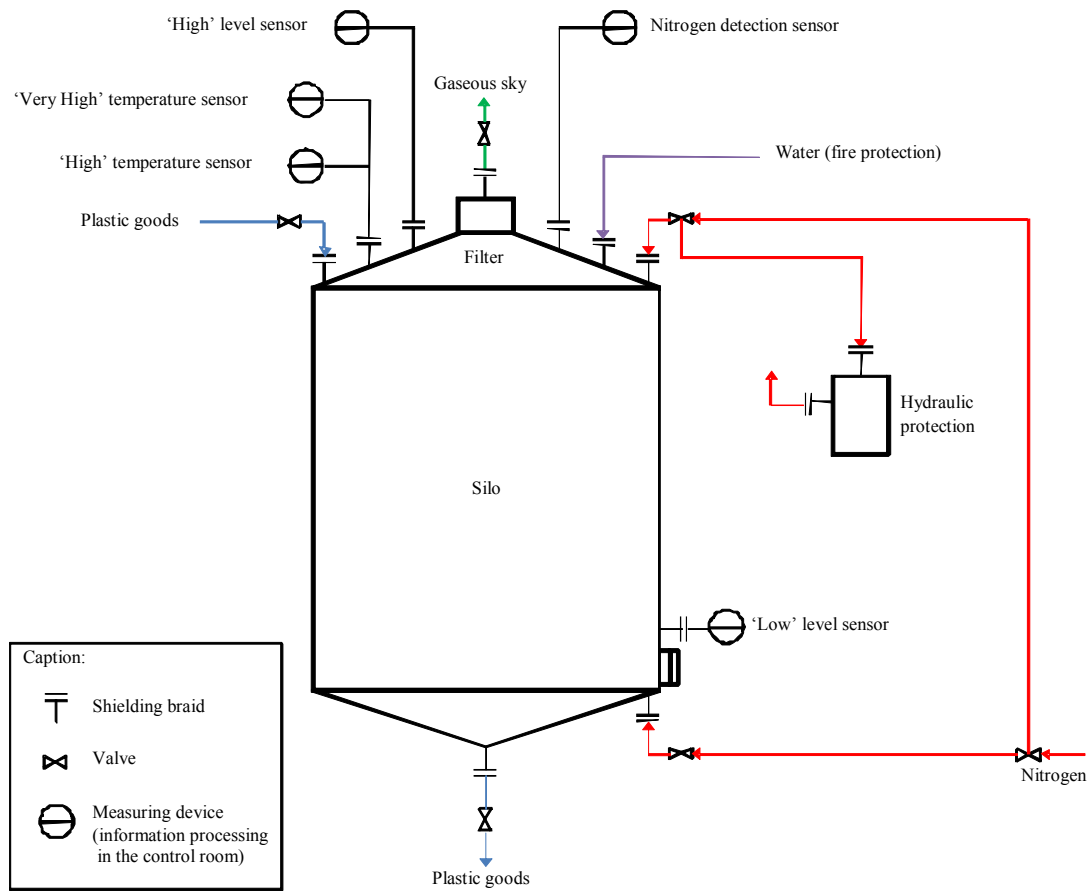 ‘High’ level sensor
Nitrogen detection sensor
Gaseous sky
‘Very High’ temperature sensor
‘High’ temperature sensor
Water (fire protection)
Plastic goods
Filter
Hydraulic
protection
Silo
‘Low’ level sensor
Caption:
Shielding braid
Valve
Measuring device
(information processing
in the control room)
Nitrogen
Plastic goods